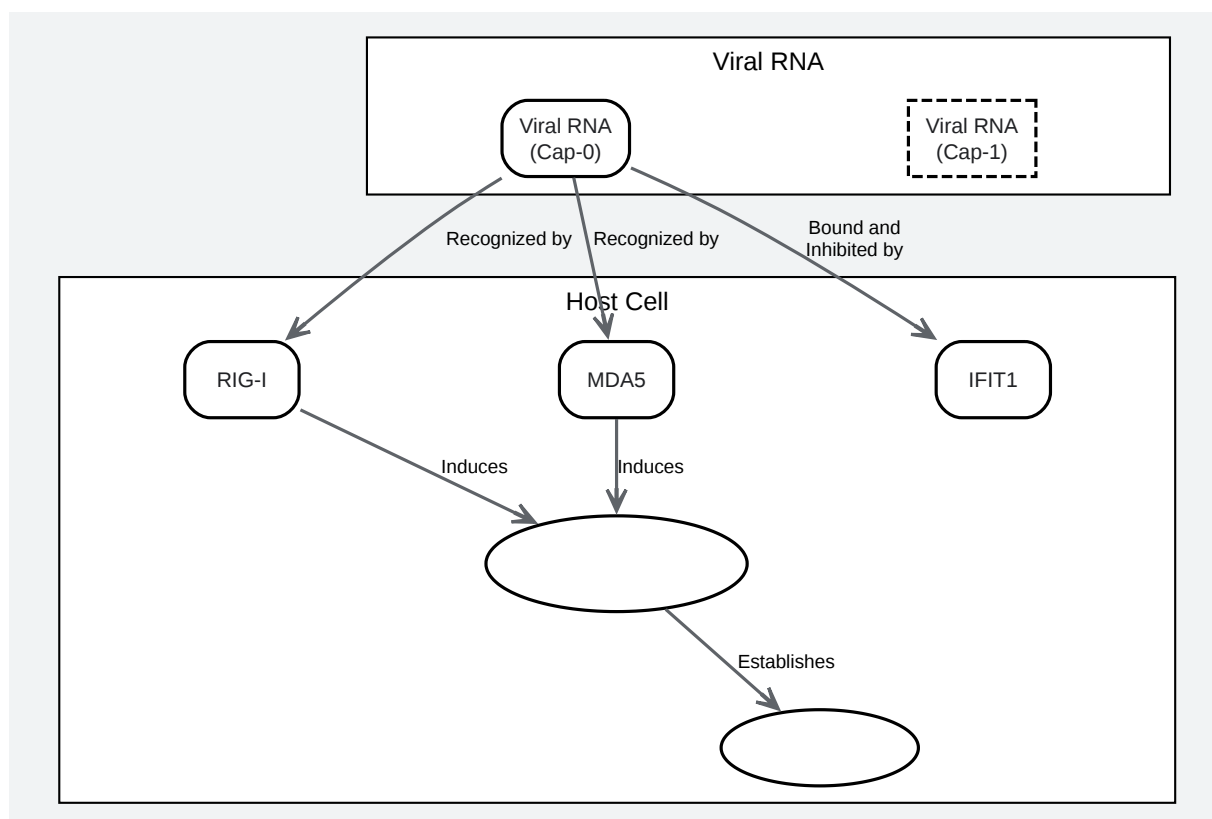 Viral RNA
Viral RNA
(Cap-0)
Viral RNA
(Cap-1)
Recognized by
Recognized by
Bound and
Inhibited by
Host Cell
RIG-I
MDA5
IFIT1
Induces
Induces
Establishes